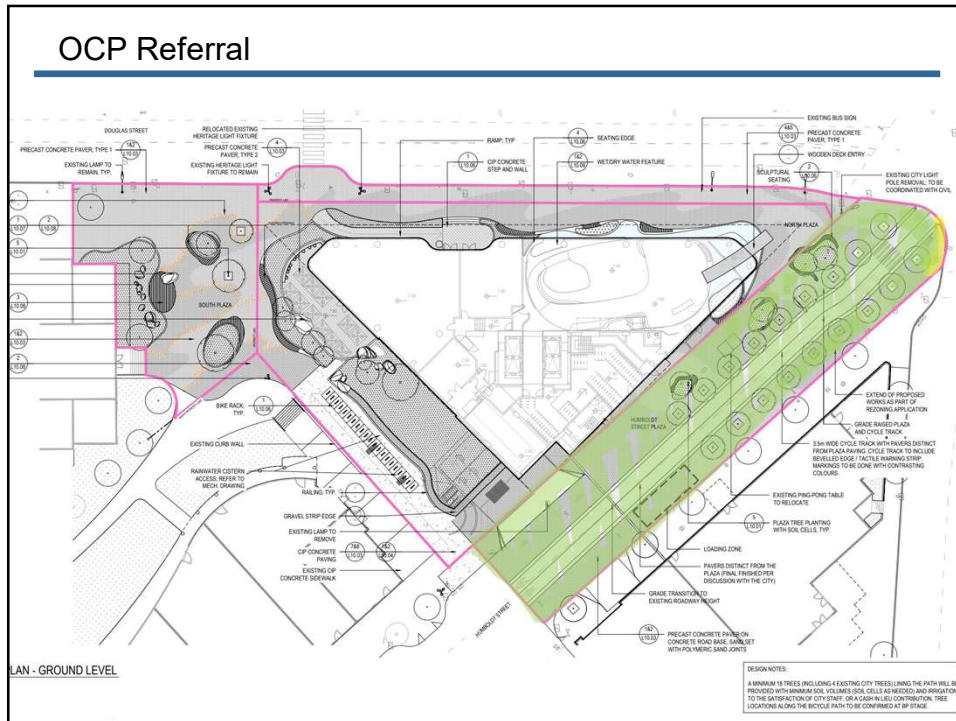 OCP Referral
DOUGLAS STREET
RELOCATED EXISTING
HERITAGE LIGHT FIXTURE
PRECAST CONCRETE PAVER, TYPE 1
PRECAST CONCRETE
PAVER, TYPE 2
EXISTING LAMP TO
REMAIN, TYP.
EXISTING HERITAGE LIGHT
FIXTURE TO REMAIN
RAMP, TYP
CIP CONCRETE
STEP AND WALL
SEATING EDGE
WET/DRY WATER FEATURE
EXISTING BUS SIGN
PRECAST CONCRETE
PAVER, TYPE 1
WOODEN DECK ENTRY
SCULPTURAL
SEATING
EXISTING CITY LIGHT
POLE REMOVAL; TO BE
COORDINATED WITH CIVIL
NORTH PLAZA
SOUTH PLAZA
HUMBOLDT
STREET PLAZA
BIKE RACK,
TYP.
EXISTING CURB WALL
RAINWATER CISTERN
ACCESS, REFER TO
MECH. DRAWING
RAILING; TYP.
GRAVEL STRIP EDGE
EXISTING LAMP TO
REMOVE
CIP CONCRETE
PAVING
EXISTING CIP
CONCRETE SIDEWALK
HUMBOLDT STREET
EXTEND OF PROPOSED
WORKS AS PART OF
REZONING APPLICATION
GRADE RAISED PLAZA
AND CYCLE TRACK
3.5m WIDE CYCLE TRACK WITH PAVERS DISTINCT
FROM PLAZA PAVING. CYCLE TRACK TO INCLUDE
BEVELLED EDGE / TACTILE WARNING STRIP.
MARKINGS TO BE DONE WITH CONTRASTING
COLOURS.
EXISTING PING-PONG TABLE
TO RELOCATE
5
L10.01
PLAZA TREE PLANTING
WITH SOIL CELLS, TYP.
LOADING ZONE
PAVERS DISTINCT FROM THE
PLAZA (FINAL FINISHED PER
DISCUSSION WITH THE CITY)
GRADE TRANSITION TO
EXISTING ROADWAY HEIGHT
1&2
L10.03
PRECAST CONCRETE PAVER ON
CONCRETE ROAD BASE, SAND SET
WITH POLYMERIC SAND JOINTS
LAN - GROUND LEVEL
DESIGN NOTES:
A MINIMUM 18 TREES (INCLUDING 4 EXISTING CITY TREES) LINING THE PATH WILL BE
PROVIDED WITH MINIMUM SOIL VOLUMES (SOIL CELLS AS NEEDED) AND IRRIGATION
TO THE SATISFACTION OF CITY STAFF, OR A CASH IN LIEU CONTRIBUTION. TREE
LOCATIONS ALONG THE BICYCLE PATH TO BE CONFIRMED AT BP STAGE.